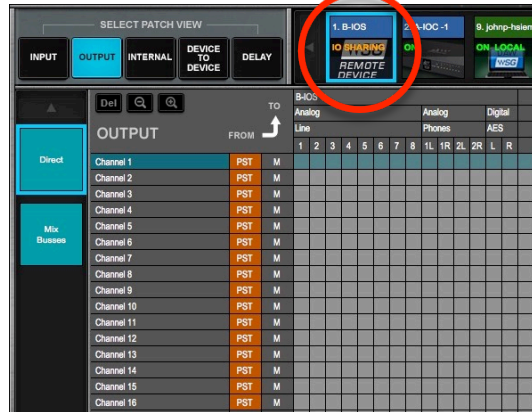 SELECT PATCH VIEW
INPUT
OUTPUT
INTERNAL
DEVICE TO DEVICE
DELAY
1. B-IOS
IO SHARING
REMOTE DEVICE
-IOC -1
ON
9. johnp-hsien
ON LOCAL
WSG
Del
TO
OUTPUT
FROM
B-IOS
Analog Analog Digital
Line Phones AES
1 2 3 4 5 6 7 8 1L 1R 2L 2R L R
Direct
Mix Busses
Channel 1 PST M
Channel 2 PST M
Channel 3 PST M
Channel 4 PST M
Channel 5 PST M
Channel 6 PST M
Channel 7 PST M
Channel 8 PST M
Channel 9 PST M
Channel 10 PST M
Channel 11 PST M
Channel 12 PST M
Channel 13 PST M
Channel 14 PST M
Channel 15 PST M
Channel 16 PST M